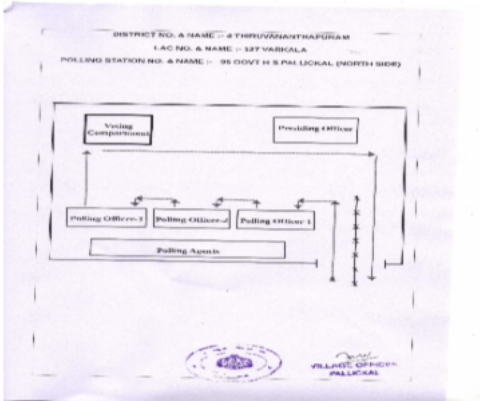 DISTRICT NO. & NAME :- d THIRUVANANTHAPURAM
LAC NO. & NAME :- 127 VARKALA
POLLING STATION NO. & NAME :- 95 GOVT H S PALLICKAL (NORTH SIDE)
Voting Compartment
Presiding Officer
Polling Officer-3
Polling Officer-2
Polling Officer-1
Polling Agents
VILLAGE OFFICER
PALLICKAL